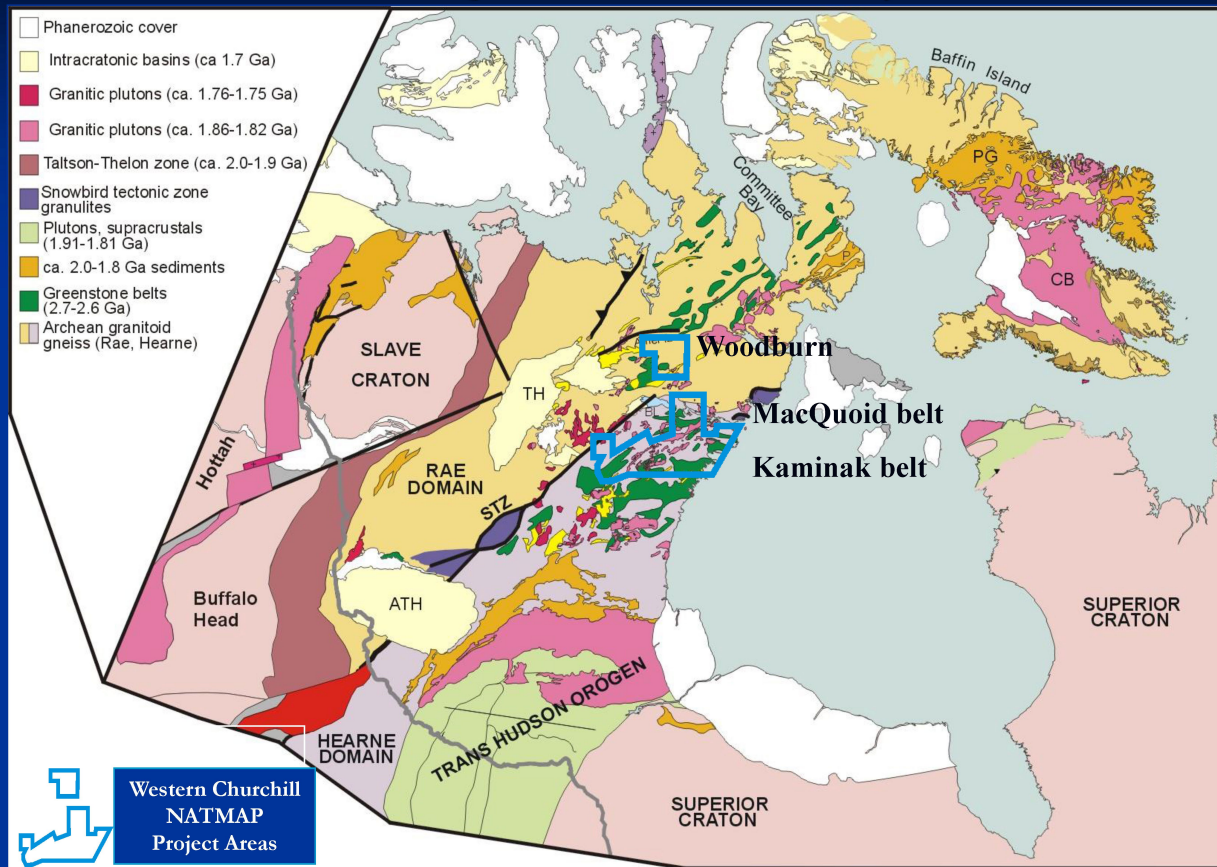 Phanerozoic cover
Intracratonic basins (ca 1.7 Ga)
Granitic plutons (ca. 1.76-1.75 Ga)
Granitic plutons (ca. 1.86-1.82 Ga)
Taltson-Thelon zone (ca. 2.0-1.9 Ga)
Snowbird tectonic zone
granulites
Plutons, supracrustals
(1.91-1.81 Ga)
ca. 2.0-1.8 Ga sediments
Greenstone belts
(2.7-2.6 Ga)
Archean granitoid
gneiss (Rae, Hearne)
Baffin Island
PG
Committee
Bay
P
CB
SLAVE
CRATON
Woodburn
TH
BL
MacQuoid belt
Hottah
RAE
DOMAIN
Kaminak belt
STZ
Buffalo
Head
ATH
SUPERIOR
CRATON
TRANS HUDSON OROGEN
HEARNE
DOMAIN
SUPERIOR
CRATON
Western Churchill
NATMAP
Project Areas